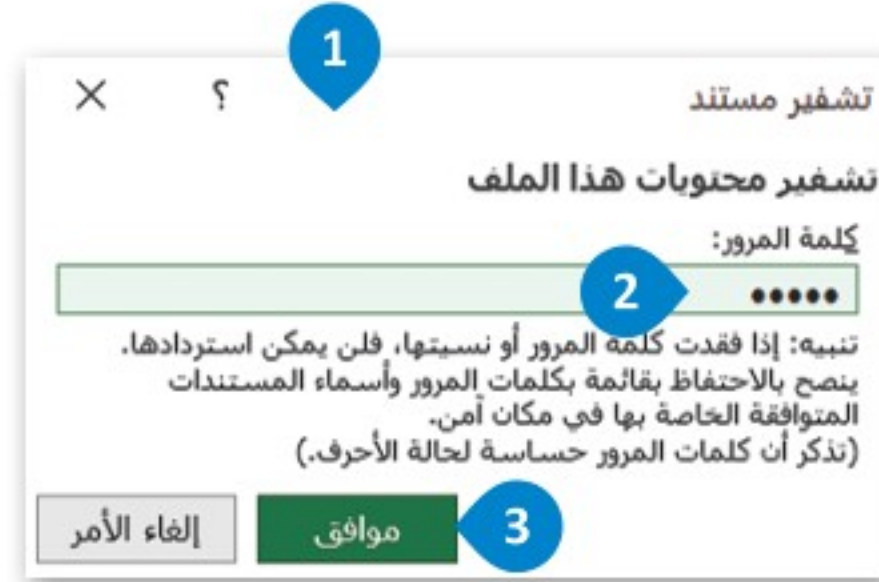 1
تشفير مستند ؟ ×
تشفير محتويات هذا الملف
كلمة المرور:
••••• 2
تنبيه: إذا فقدت كلمة المرور أو نسيتها، فلن يمكن استردادها.
ينصح بالاحتفاظ بقائمة بكلمات المرور وأسماء المستندات
المتوافقة الخاصة بها في مكان آمن.
(تذكر أن كلمات المرور حساسة لحالة الأحرف.)
3 موافق إلغاء الأمر